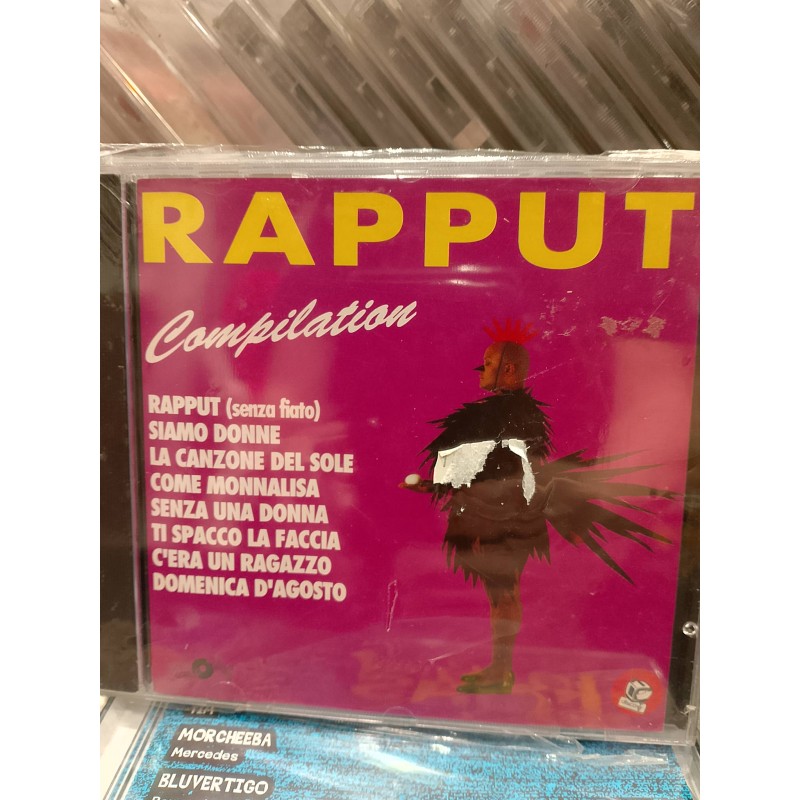 RAPPUT
Compilation
RAPPUT (senza fiato)
SIAMO DONNE
LA CANZONE DEL SOLE
COME MONNALISA
SENZA UNA DONNA
TI SPACCO LA FACCIA
C'ERA UN RAGAZZO
DOMENICA D'AGOSTO
MORCHEEBA
Mercedes
BLUVERTIGO